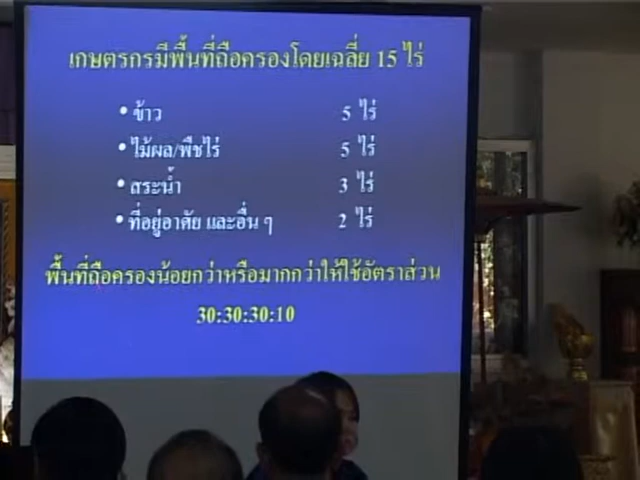 เกษตรกรมีพื้นที่ถือครองโดยเฉลี่ย 15 ไร่
• ข้าว 5 ไร่
• ไม้ผล/พืชไร่ 5 ไร่
• สระน้ำ 3 ไร่
• ที่อยู่อาศัย และอื่น ๆ 2 ไร่
พื้นที่ถือครองน้อยกว่าหรือมากกว่าให้ใช้อัตราส่วน
30:30:30:10